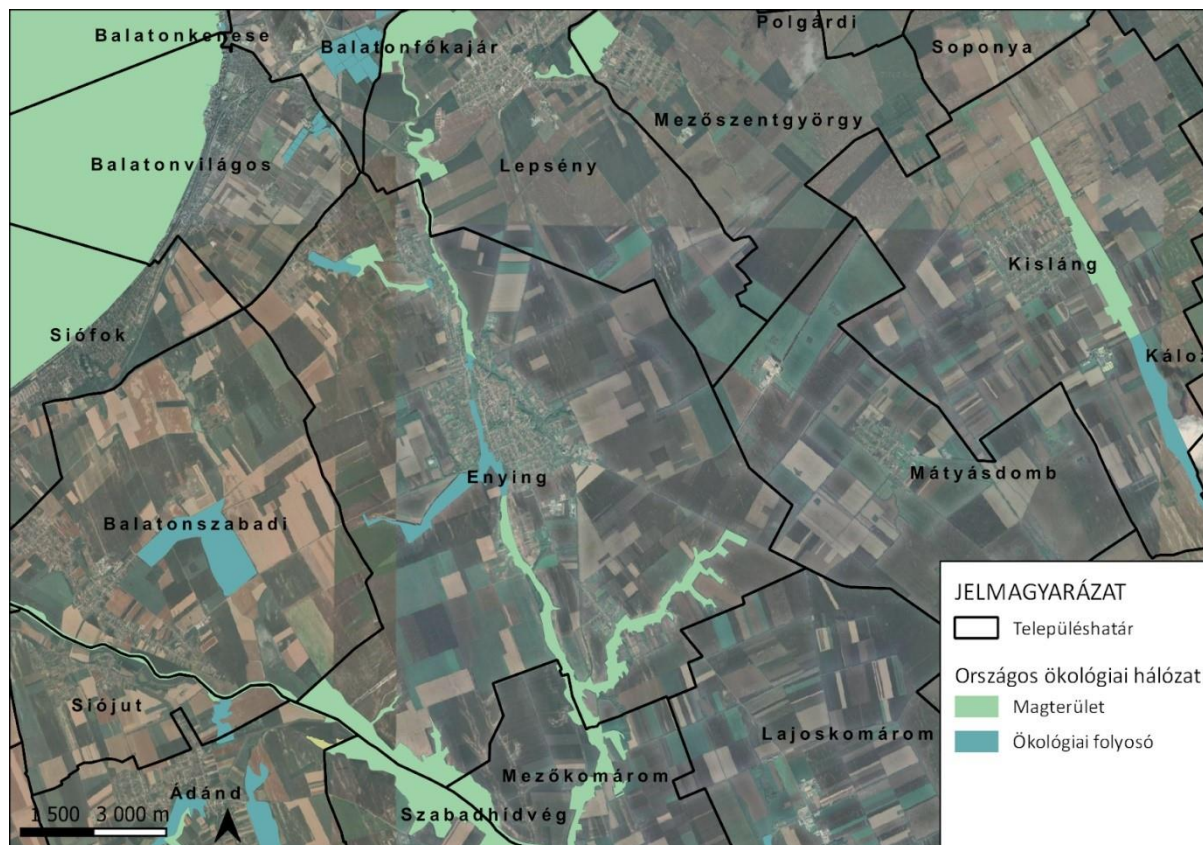 Polgárdi
Balatonkenese
Balatonfőkajár
Soponya
Mezőszentgyörgy
Balatonvilágos
Lepsény
Kisláng
Siófok
Káloz
Enying
Mátyásdomb
Balatonszabadi
Siójut
Lajoskomárom
Mezőkomárom
Ádánd
Szabadhídvég
1 500 3 000 m
JELMAGYARÁZAT
Településhatár
Országos ökológiai hálózat
Magterület
Ökológiai folyosó